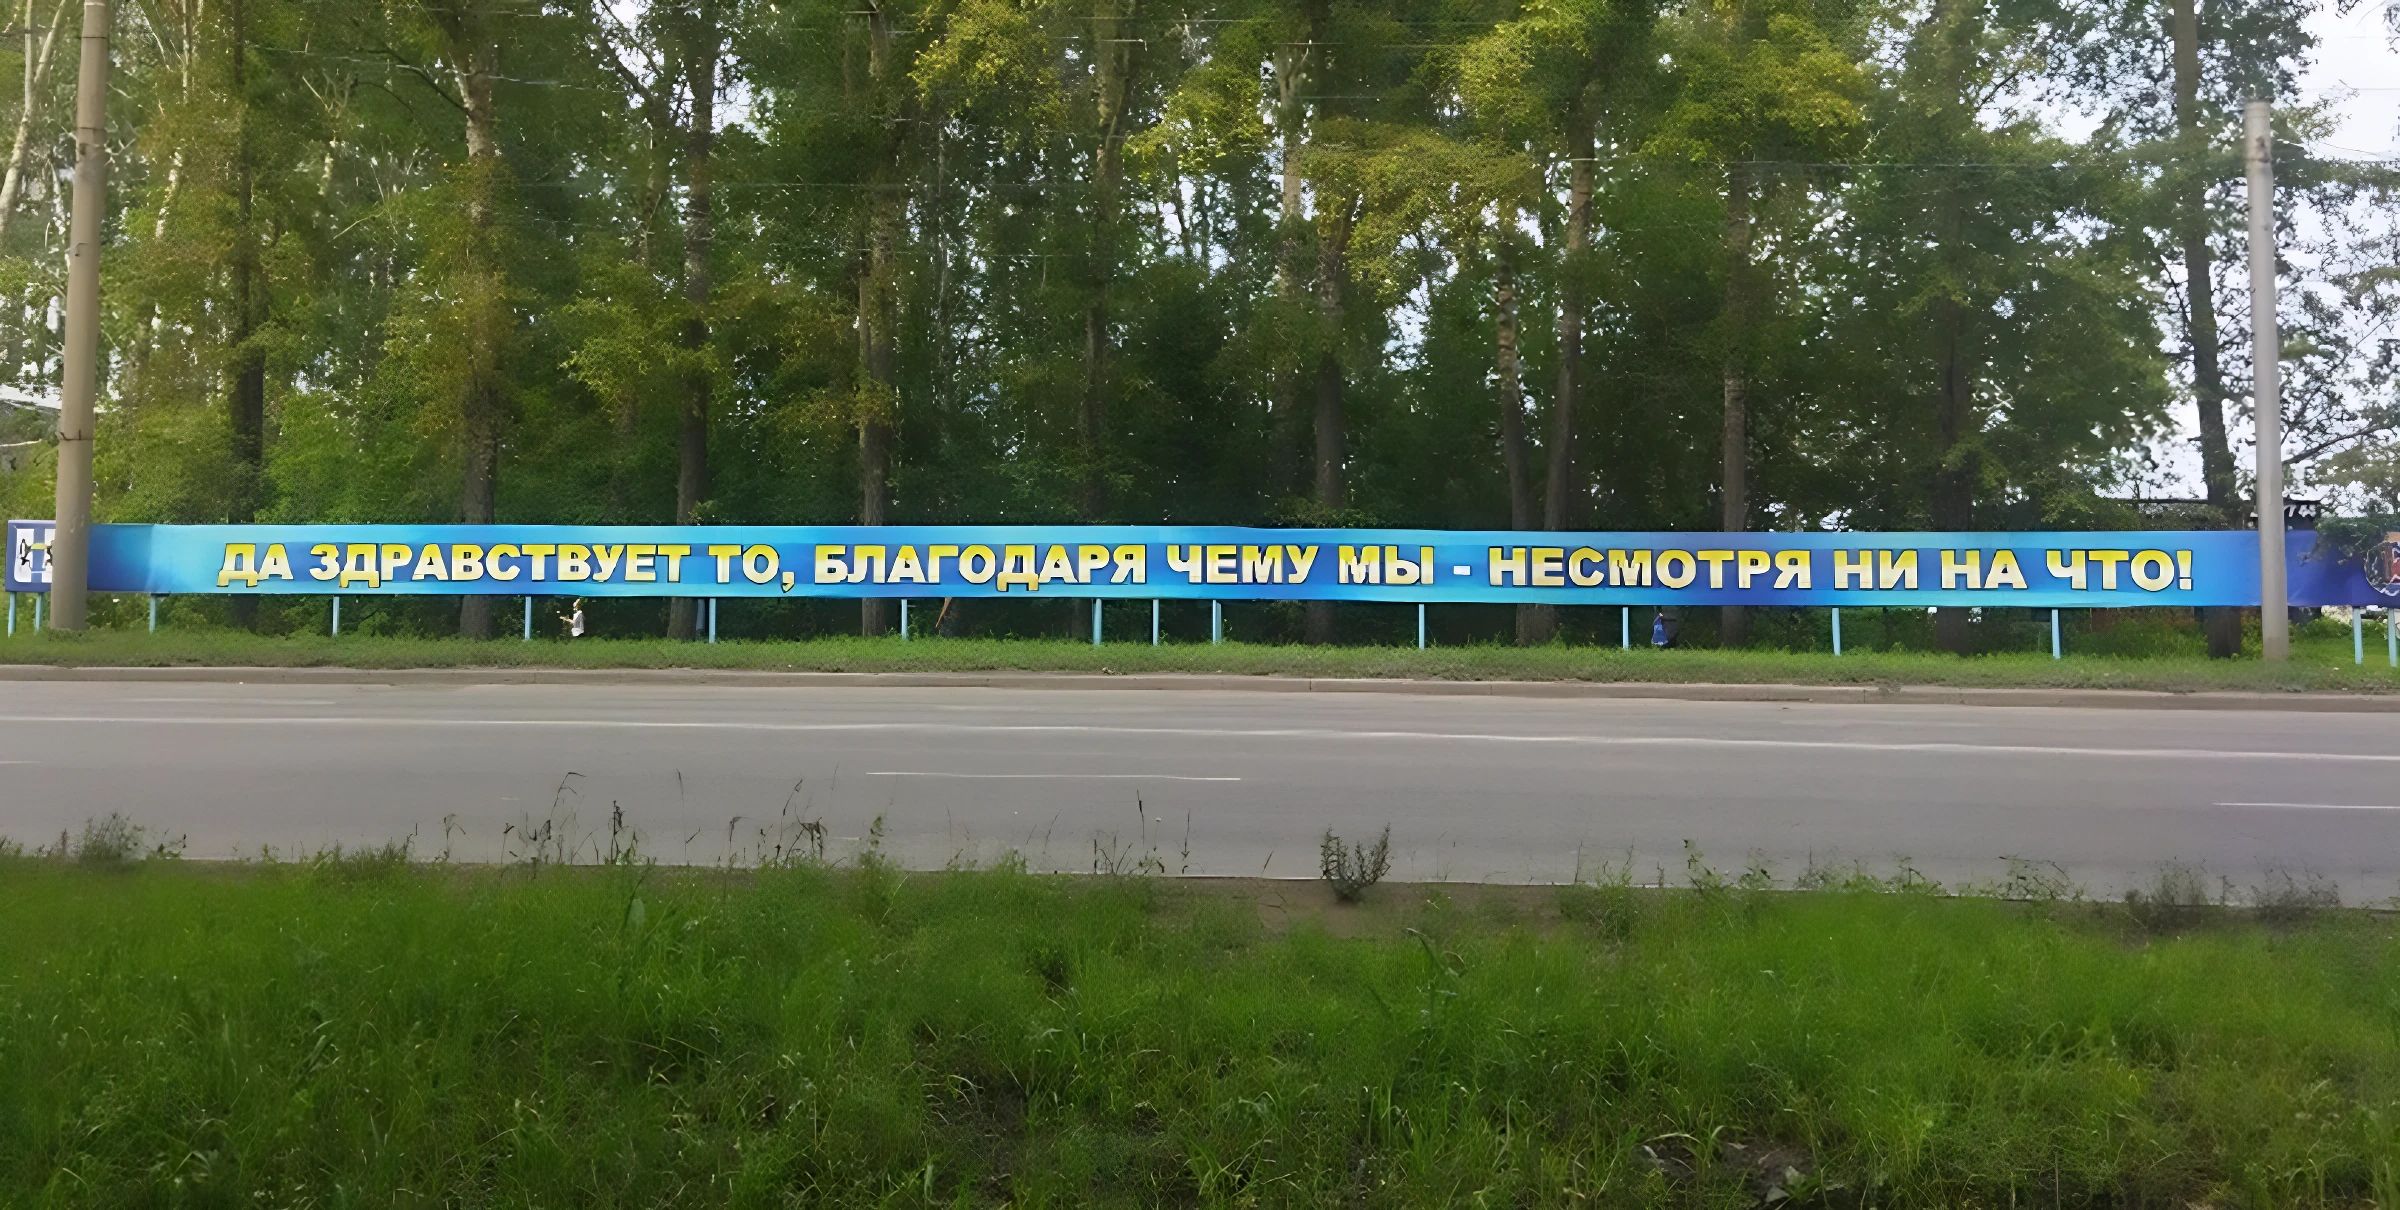 ДА ЗДРАВСТВУЕТ ТО, БЛАГОДАРЯ ЧЕМУ МЫ - НЕСМОТРЯ НИ НА ЧТО!